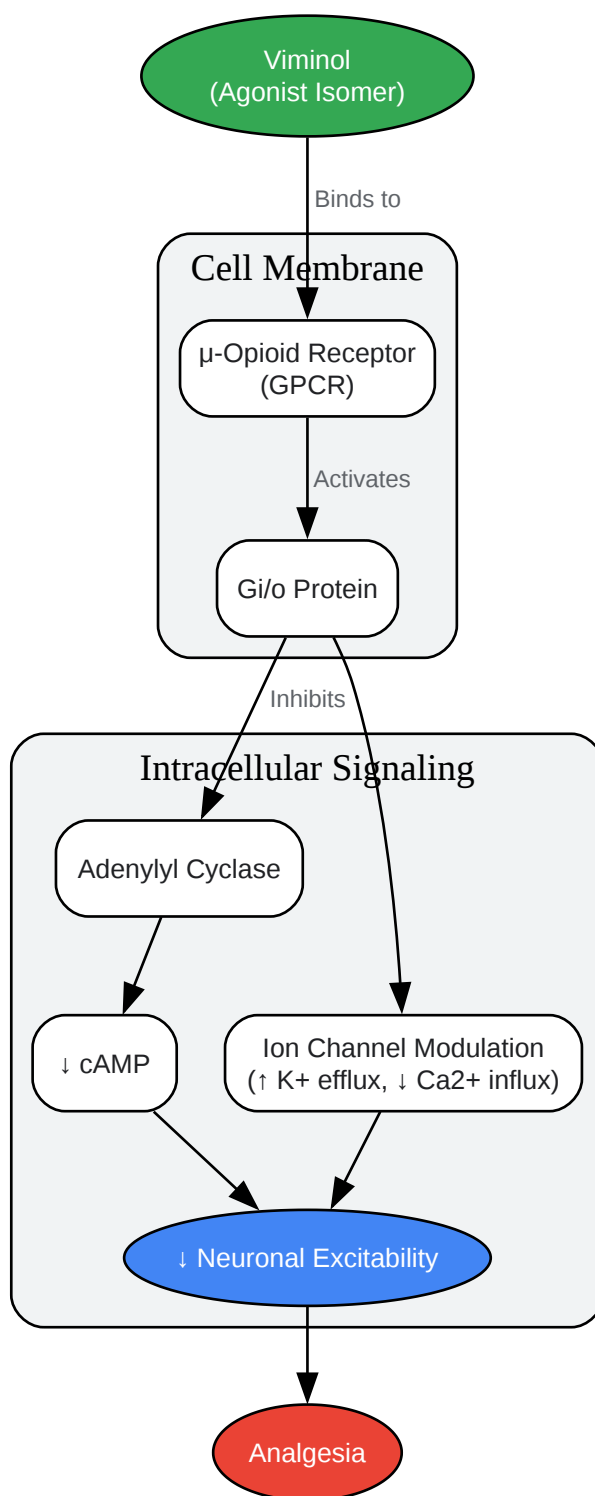 Viminol
(Agonist Isomer)
Binds to
Cell Membrane
μ-Opioid Receptor
(GPCR)
Activates
Gi/o Protein
Inhibits
Intracellular Signaling
Adenylyl Cyclase
↓ cAMP
Ion Channel Modulation
(↑ K+ efflux, ↓ Ca2+ influx)
↓ Neuronal Excitability
Analgesia